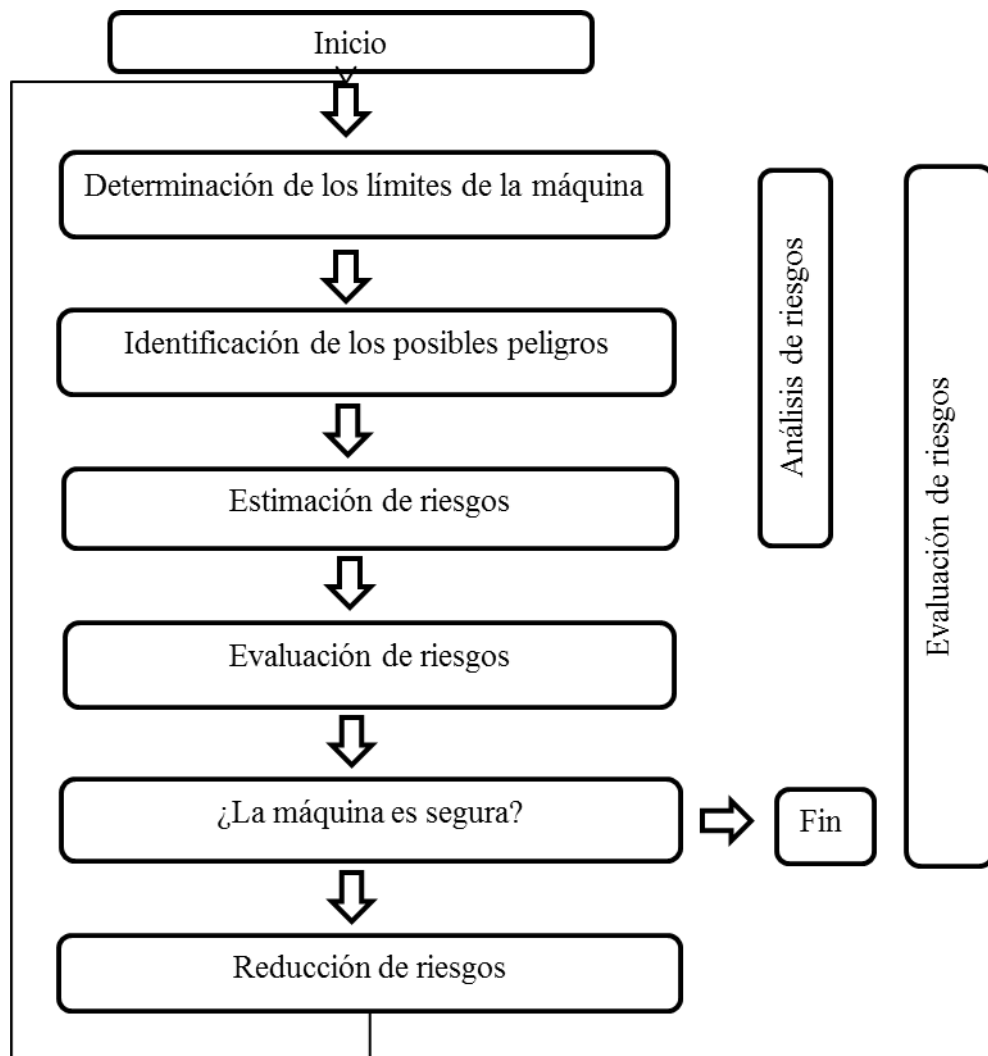 Inicio
Determinación de los límites de la máquina
Identificación de los posibles peligros
Estimación de riesgos
Evaluación de riesgos
¿La máquina es segura?
Fin
Reducción de riesgos
Análisis de riesgos
Evaluación de riesgos